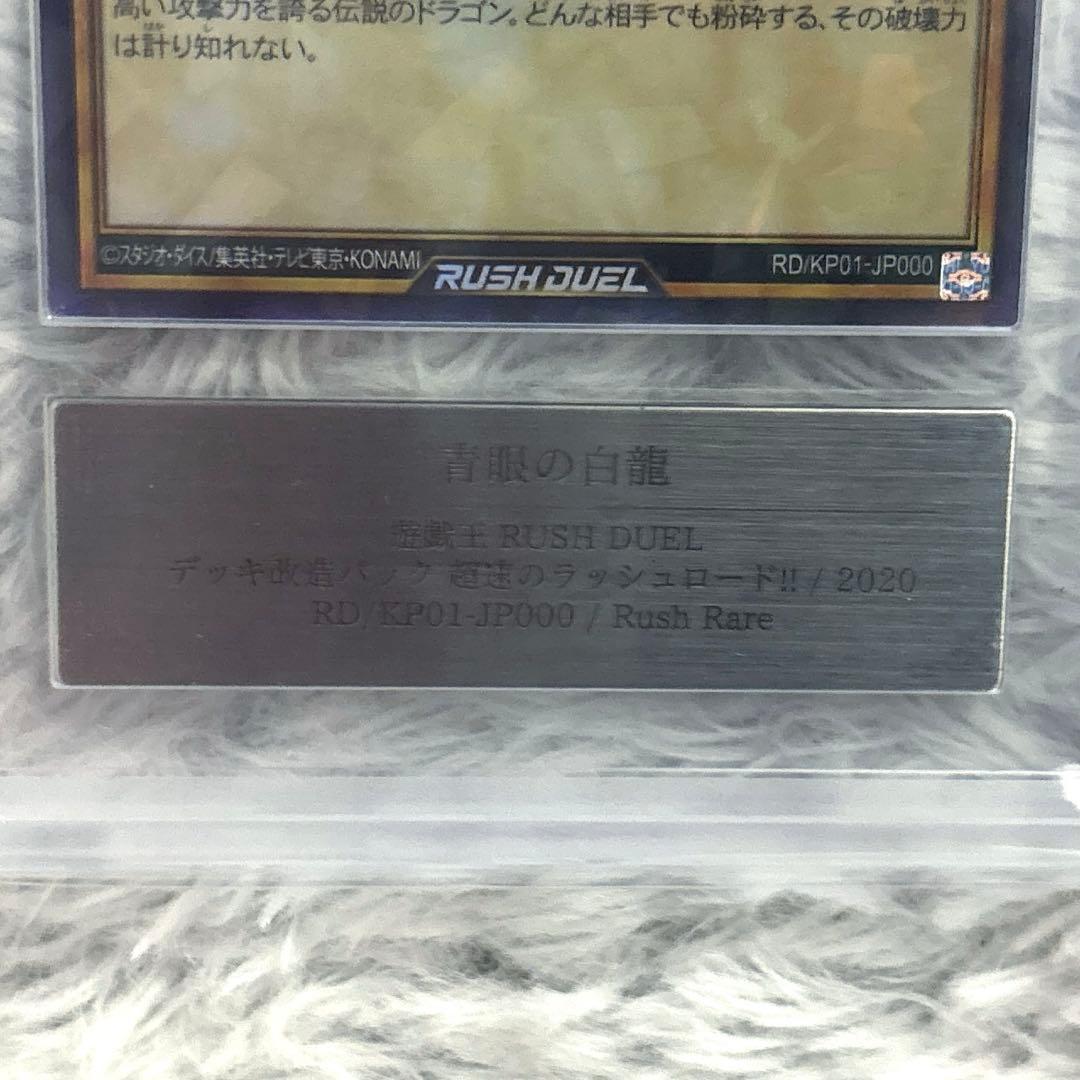 高い攻撃力を誇る伝説のドラゴン。どんな相手でも粉砕する、その破壊力
は計り知れない。
©スタジオ・ダイス/集英社・テレビ東京・KONAMI
RUSH DUEL
RD/KP01-JP000
青眼の白龍
遊戯王 RUSH DUEL
デッキ改造パック 超速のラッシュロード!! / 2020
RD/KP01-JP000 / Rush Rare